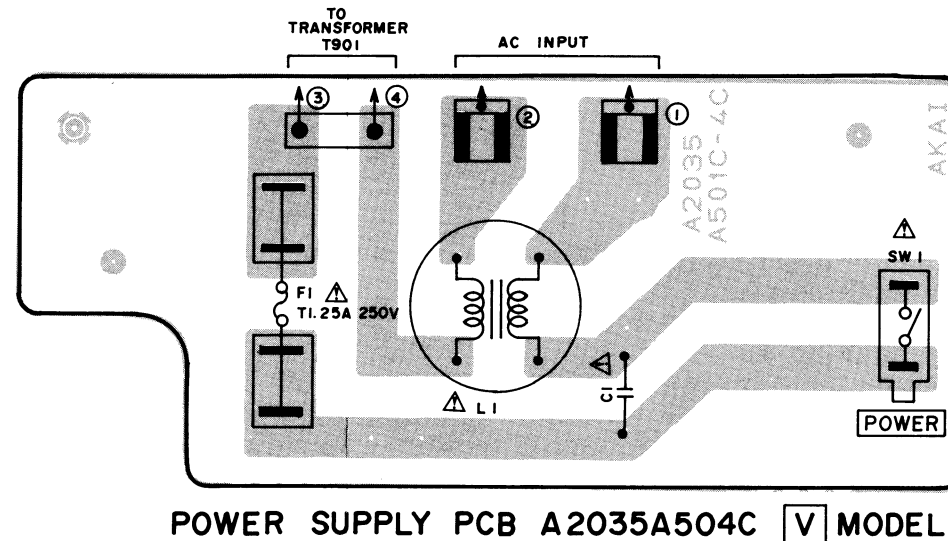 TO
TRANSFORMER
T901
AC INPUT
③ ④ ② ①
A2035
A501C-4C
AKAI
SW1
F1
T1.25A 250V
L1
C1
POWER
POWER SUPPLY PCB A2035A504C V MODEL